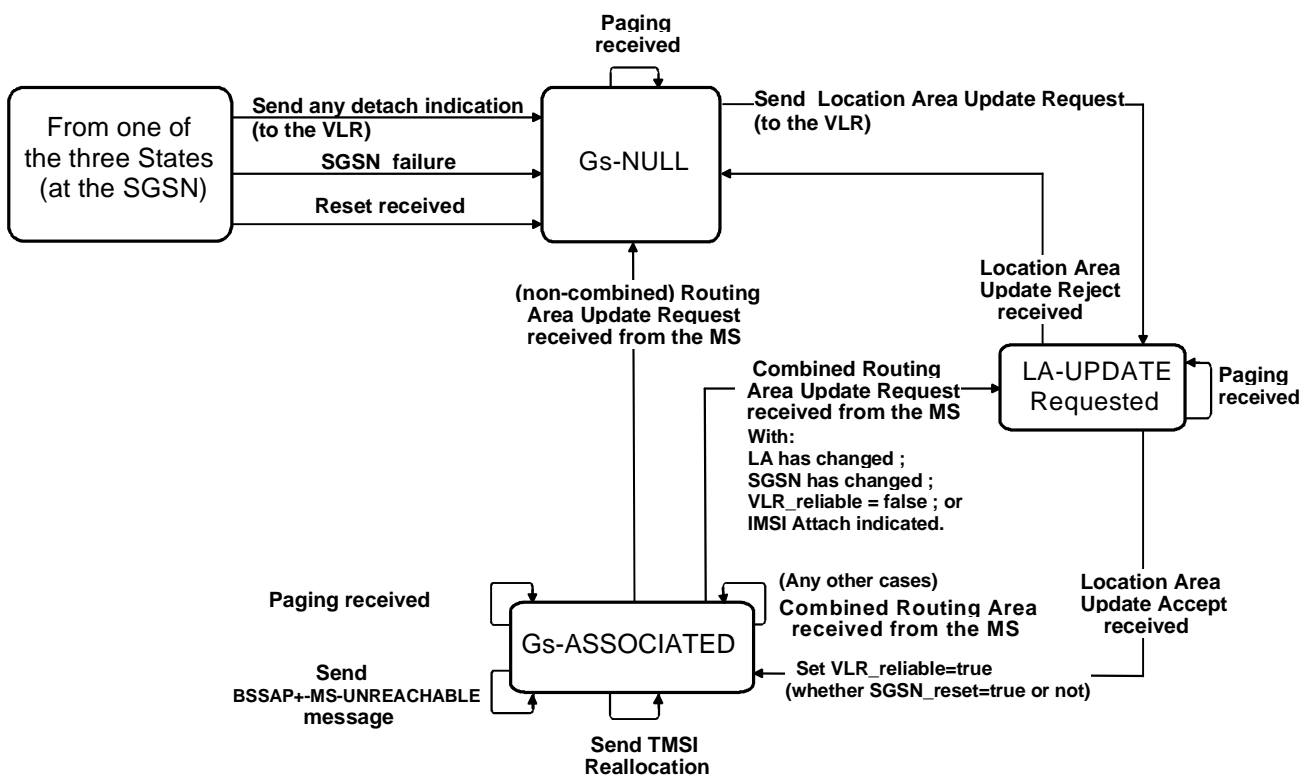 Paging
received
From one of
the three States
(at the SGSN)
Send any detach indication
(to the VLR)
SGSN failure
Reset received
Gs-NULL
Send Location Area Update Request
(to the VLR)
(non-combined) Routing
Area Update Request
received from the MS
Location Area
Update Reject
received
Combined Routing
Area Update Request
received from the MS
With:
LA has changed ;
SGSN has changed ;
VLR_reliable = false ; or
IMSI Attach indicated.
LA-UPDATE
Requested
Paging
received
Paging received
(Any other cases)
Combined Routing Area
received from the MS
Location Area
Update Accept
received
Gs-ASSOCIATED
Send
BSSAP+-MS-UNREACHABLE
message
Set VLR_reliable=true
(whether SGSN_reset=true or not)
Send TMSI
Reallocation